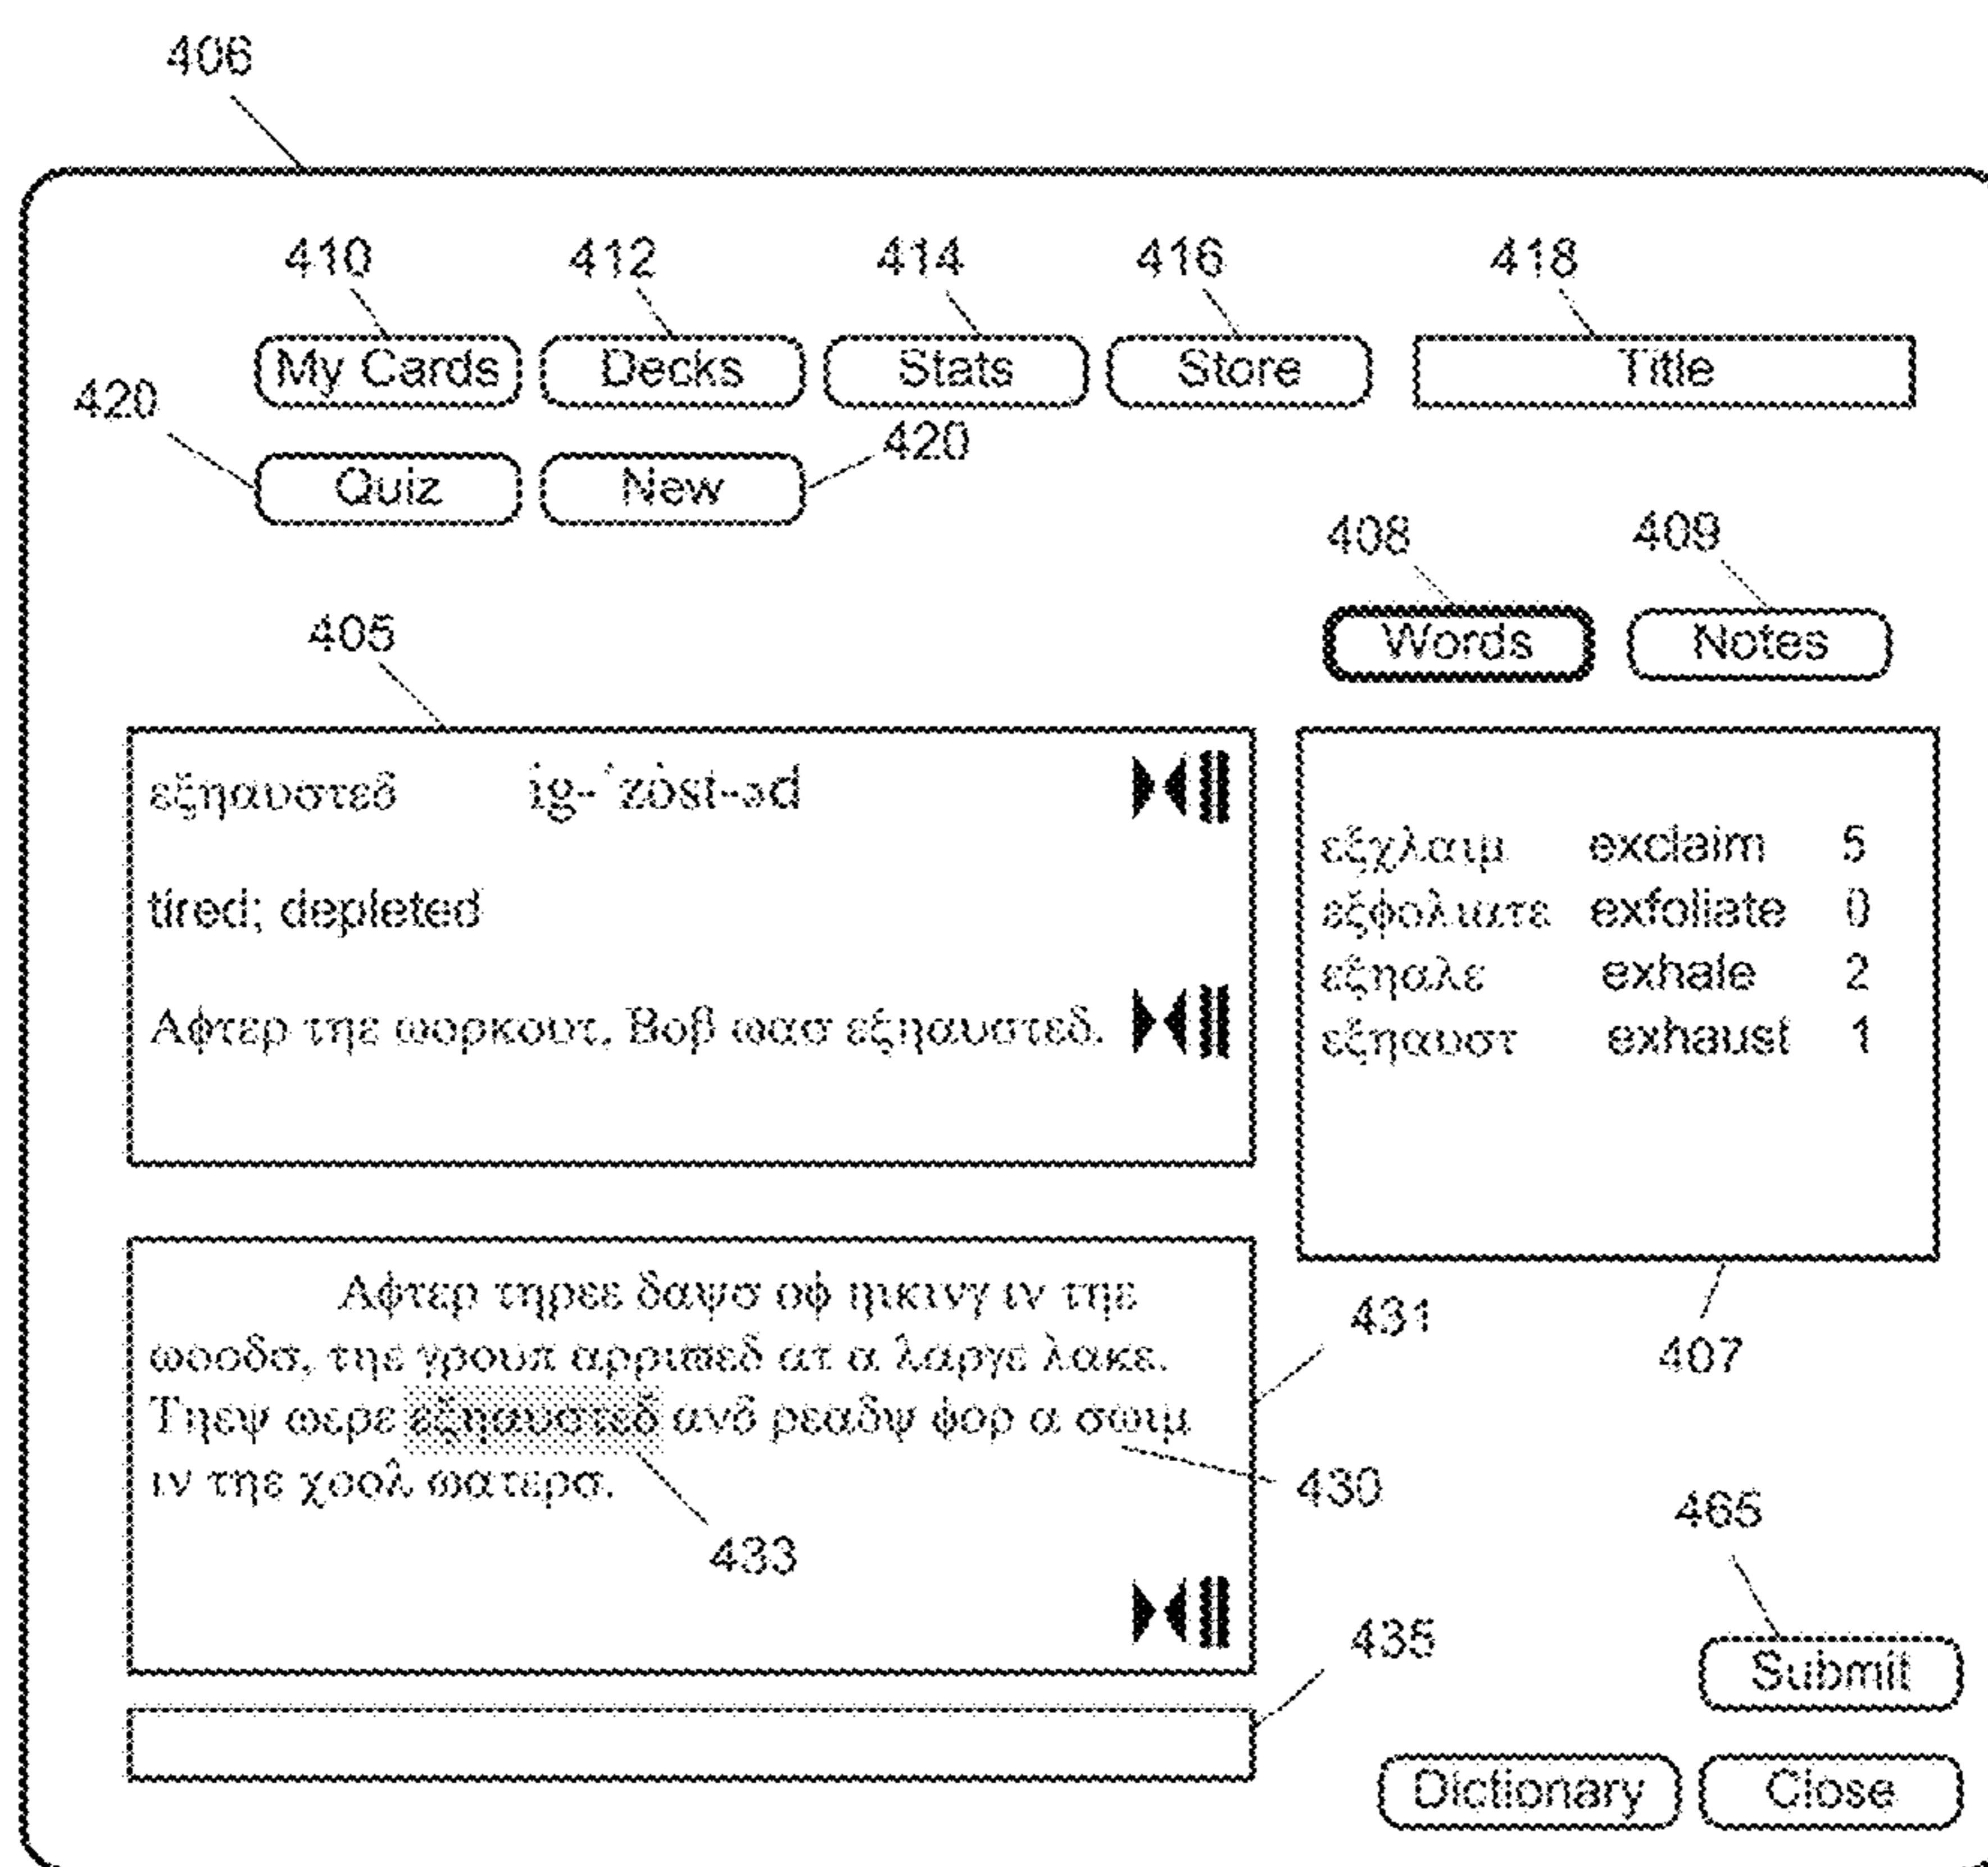 406
410 412 414 416 418
My Cards Decks Stats Store Title
420 420
Quiz New
408 409
Words Notes
405
εξηαυστεδ ig-ˈzȯst-əd
tired; depleted
Αφτερ τηε ωορκουτ, Βοβ ωασ εξηαυστεδ.
εξχλαιμ exclaim 5
εξφολιατε exfoliate 0
εξηαλε exhale 2
εξηαυστ exhaust 1
407
Αφτερ τηρεε δαψσ οφ ηικινγ ιν τηε
ωοοδσ, τηε γρουπ αρριϖεδ ατ α λαργε λακε.
Τηεψ ωερε εξηαυστεδ ανδ ρεαδψ φορ α σωιμ
ιν τηε χοολ ωατερσ.
431
430
433
465
435
Submit
Dictionary Close